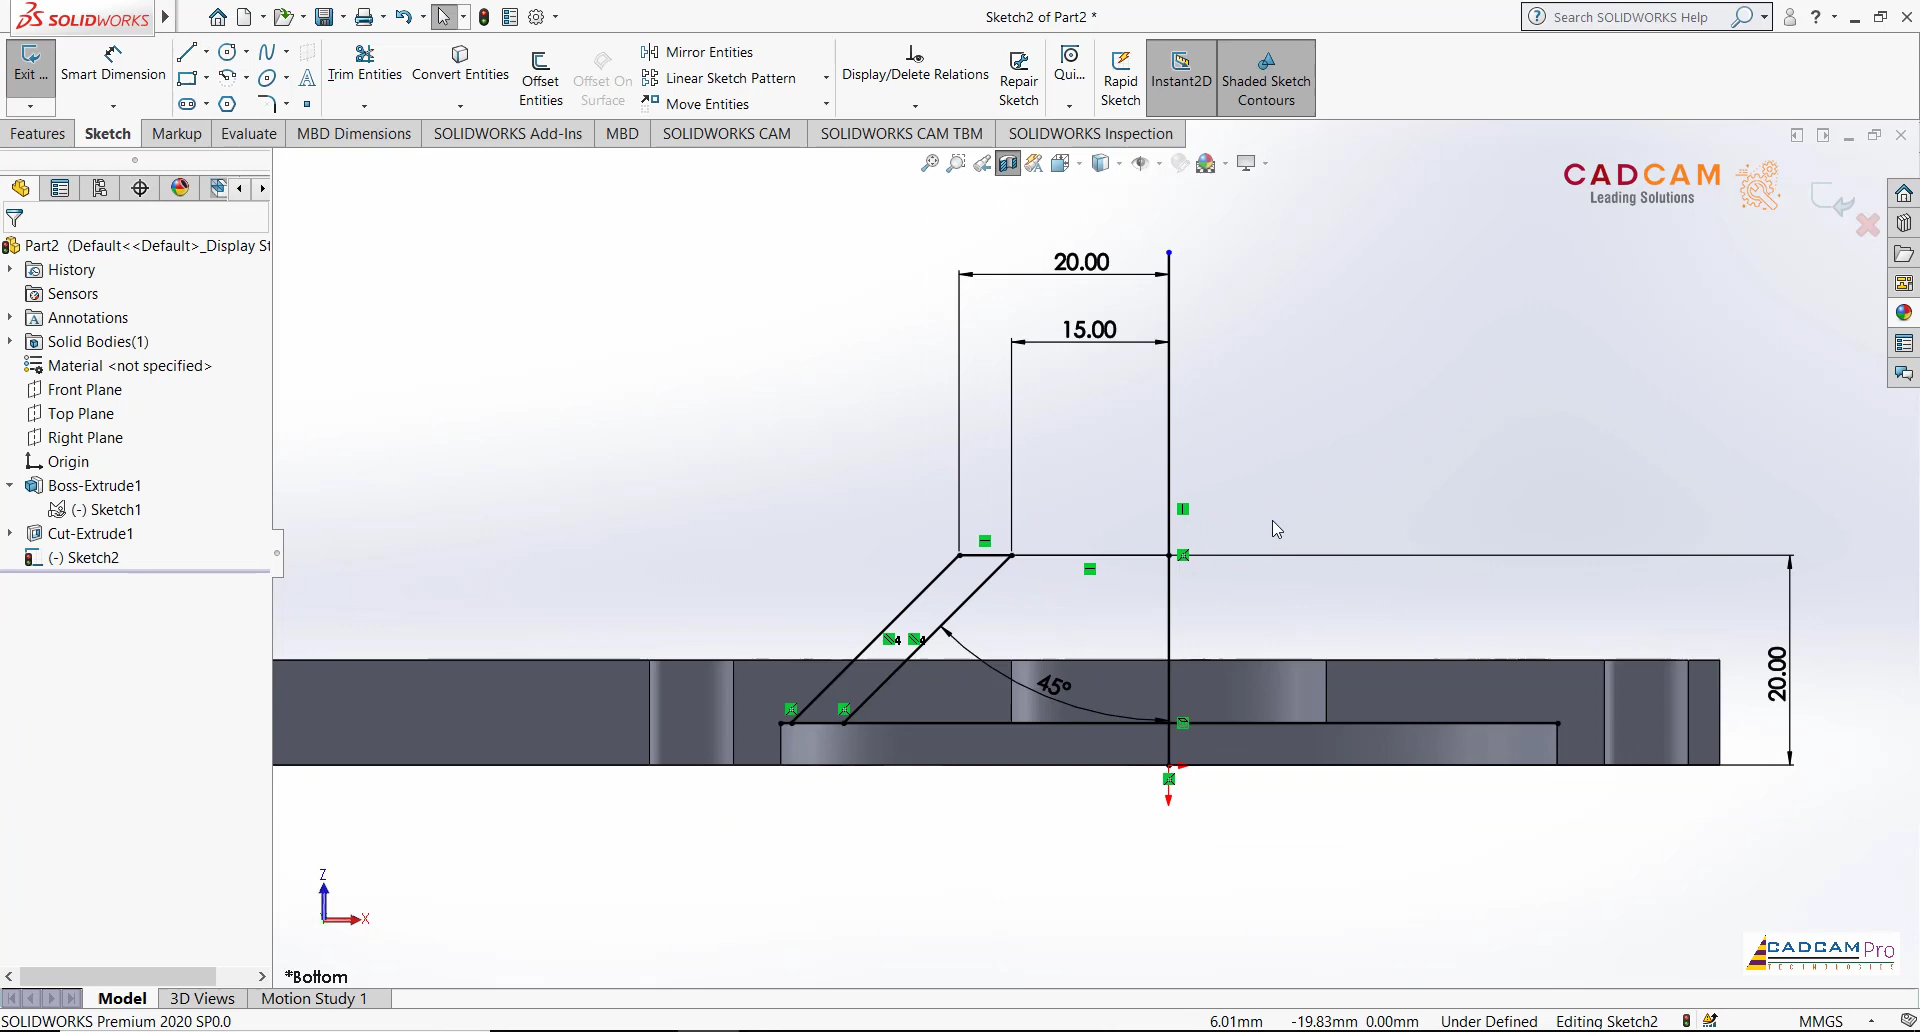 SOLIDWORKS
Sketch2 of Part2 *
Search SOLIDWORKS Help
Exit ...
Smart Dimension
Trim Entities
Convert Entities
Offset Entities
Offset On Surface
Mirror Entities
Linear Sketch Pattern
Move Entities
Display/Delete Relations
Repair Sketch
Qui...
Rapid Sketch
Instant2D
Shaded Sketch Contours
Features
Sketch
Markup
Evaluate
MBD Dimensions
SOLIDWORKS Add-Ins
MBD
SOLIDWORKS CAM
SOLIDWORKS CAM TBM
SOLIDWORKS Inspection
CADCAM
Leading Solutions
Part2 (Default<<Default>_Display St
History
Sensors
Annotations
Solid Bodies(1)
Material <not specified>
Front Plane
Top Plane
Right Plane
Origin
Boss-Extrude1
(-) Sketch1
Cut-Extrude1
(-) Sketch2
20.00
15.00
4
4
45°
20.00
Z
X
*Bottom
CADCAM Pro
TECHNOLOGIES
Model
3D Views
Motion Study 1
SOLIDWORKS Premium 2020 SP0.0
6.01mm
-19.83mm
0.00mm
Under Defined
Editing Sketch2
MMGS